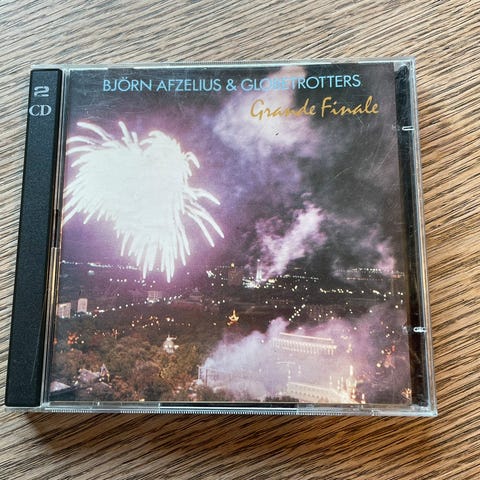 2
CD
BJÖRN AFZELIUS & GLOBETROTTERS
Grande Finale